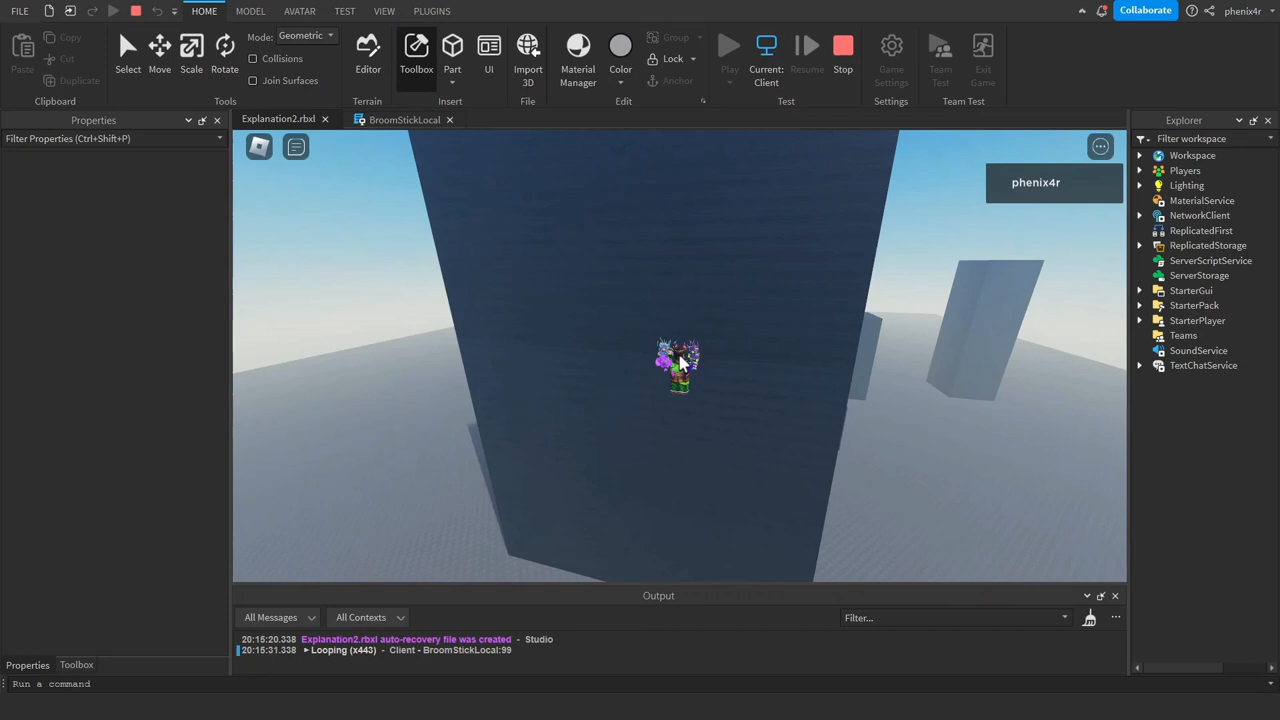 FILE HOME MODEL AVATAR TEST VIEW PLUGINS Collaborate phenix4r
Paste Copy Cut Duplicate
Clipboard
Select Move Scale Rotate
Mode: Geometric
Collisions
Join Surfaces
Tools
Editor
Terrain
Toolbox Part UI
Insert
Import 3D
File
Material Manager Color
Group
Lock
Anchor
Edit
Play Current: Client Resume Stop
Test
Game Settings
Settings
Team Test Exit Game
Team Test
Properties
Filter Properties (Ctrl+Shift+P)
Explanation2.rbxl BroomStickLocal
phenix4r
Explorer
Filter workspace
Workspace
Players
Lighting
MaterialService
NetworkClient
ReplicatedFirst
ReplicatedStorage
ServerScriptService
ServerStorage
StarterGui
StarterPack
StarterPlayer
Teams
SoundService
TextChatService
Output
All Messages All Contexts Filter...
20:15:20.338 Explanation2.rbxl auto-recovery file was created - Studio
20:15:31.338 Looping (x443) - Client - BroomStickLocal:99
Properties Toolbox
Run a command